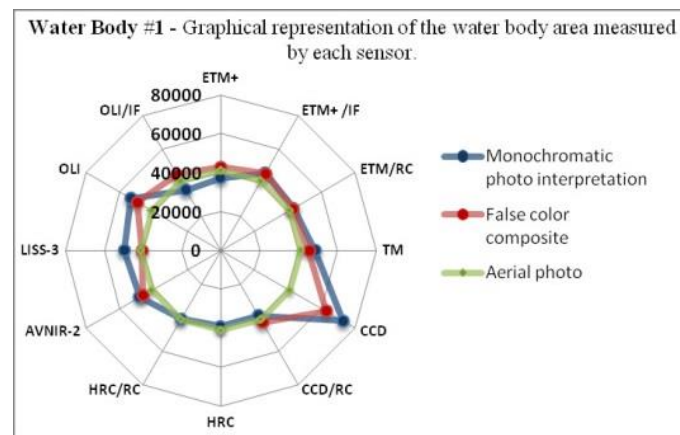 Water Body #1 - Graphical representation of the water body area measured
by each sensor.
ETM+
80000
OLI/IF
ETM+ /IF
60000
OLI
40000
ETM/RC
20000
LISS-3
0
TM
AVNIR-2
CCD
HRC/RC
CCD/RC
HRC
Monochromatic
photo interpretation
False color
composite
Aerial photo